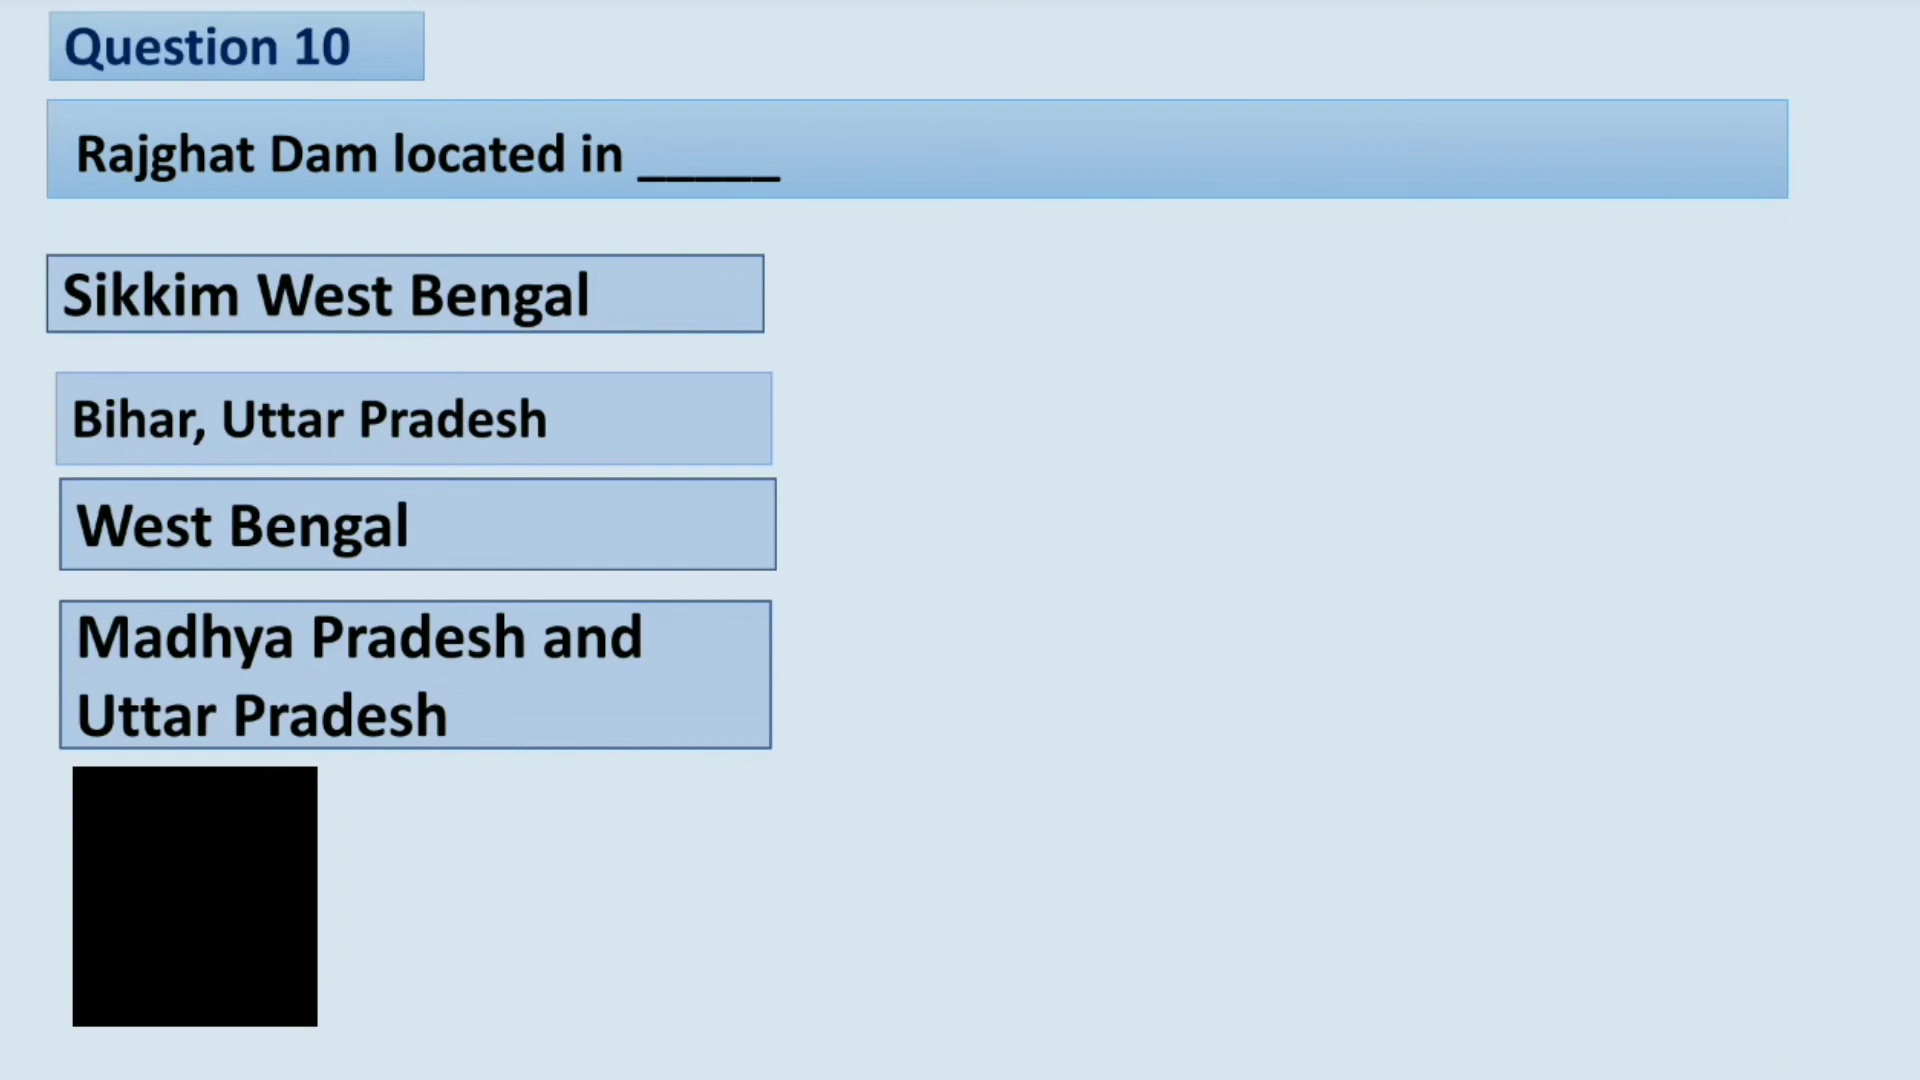 Question 10
Rajghat Dam located in _____
Sikkim West Bengal
Bihar, Uttar Pradesh
West Bengal
Madhya Pradesh and
Uttar Pradesh